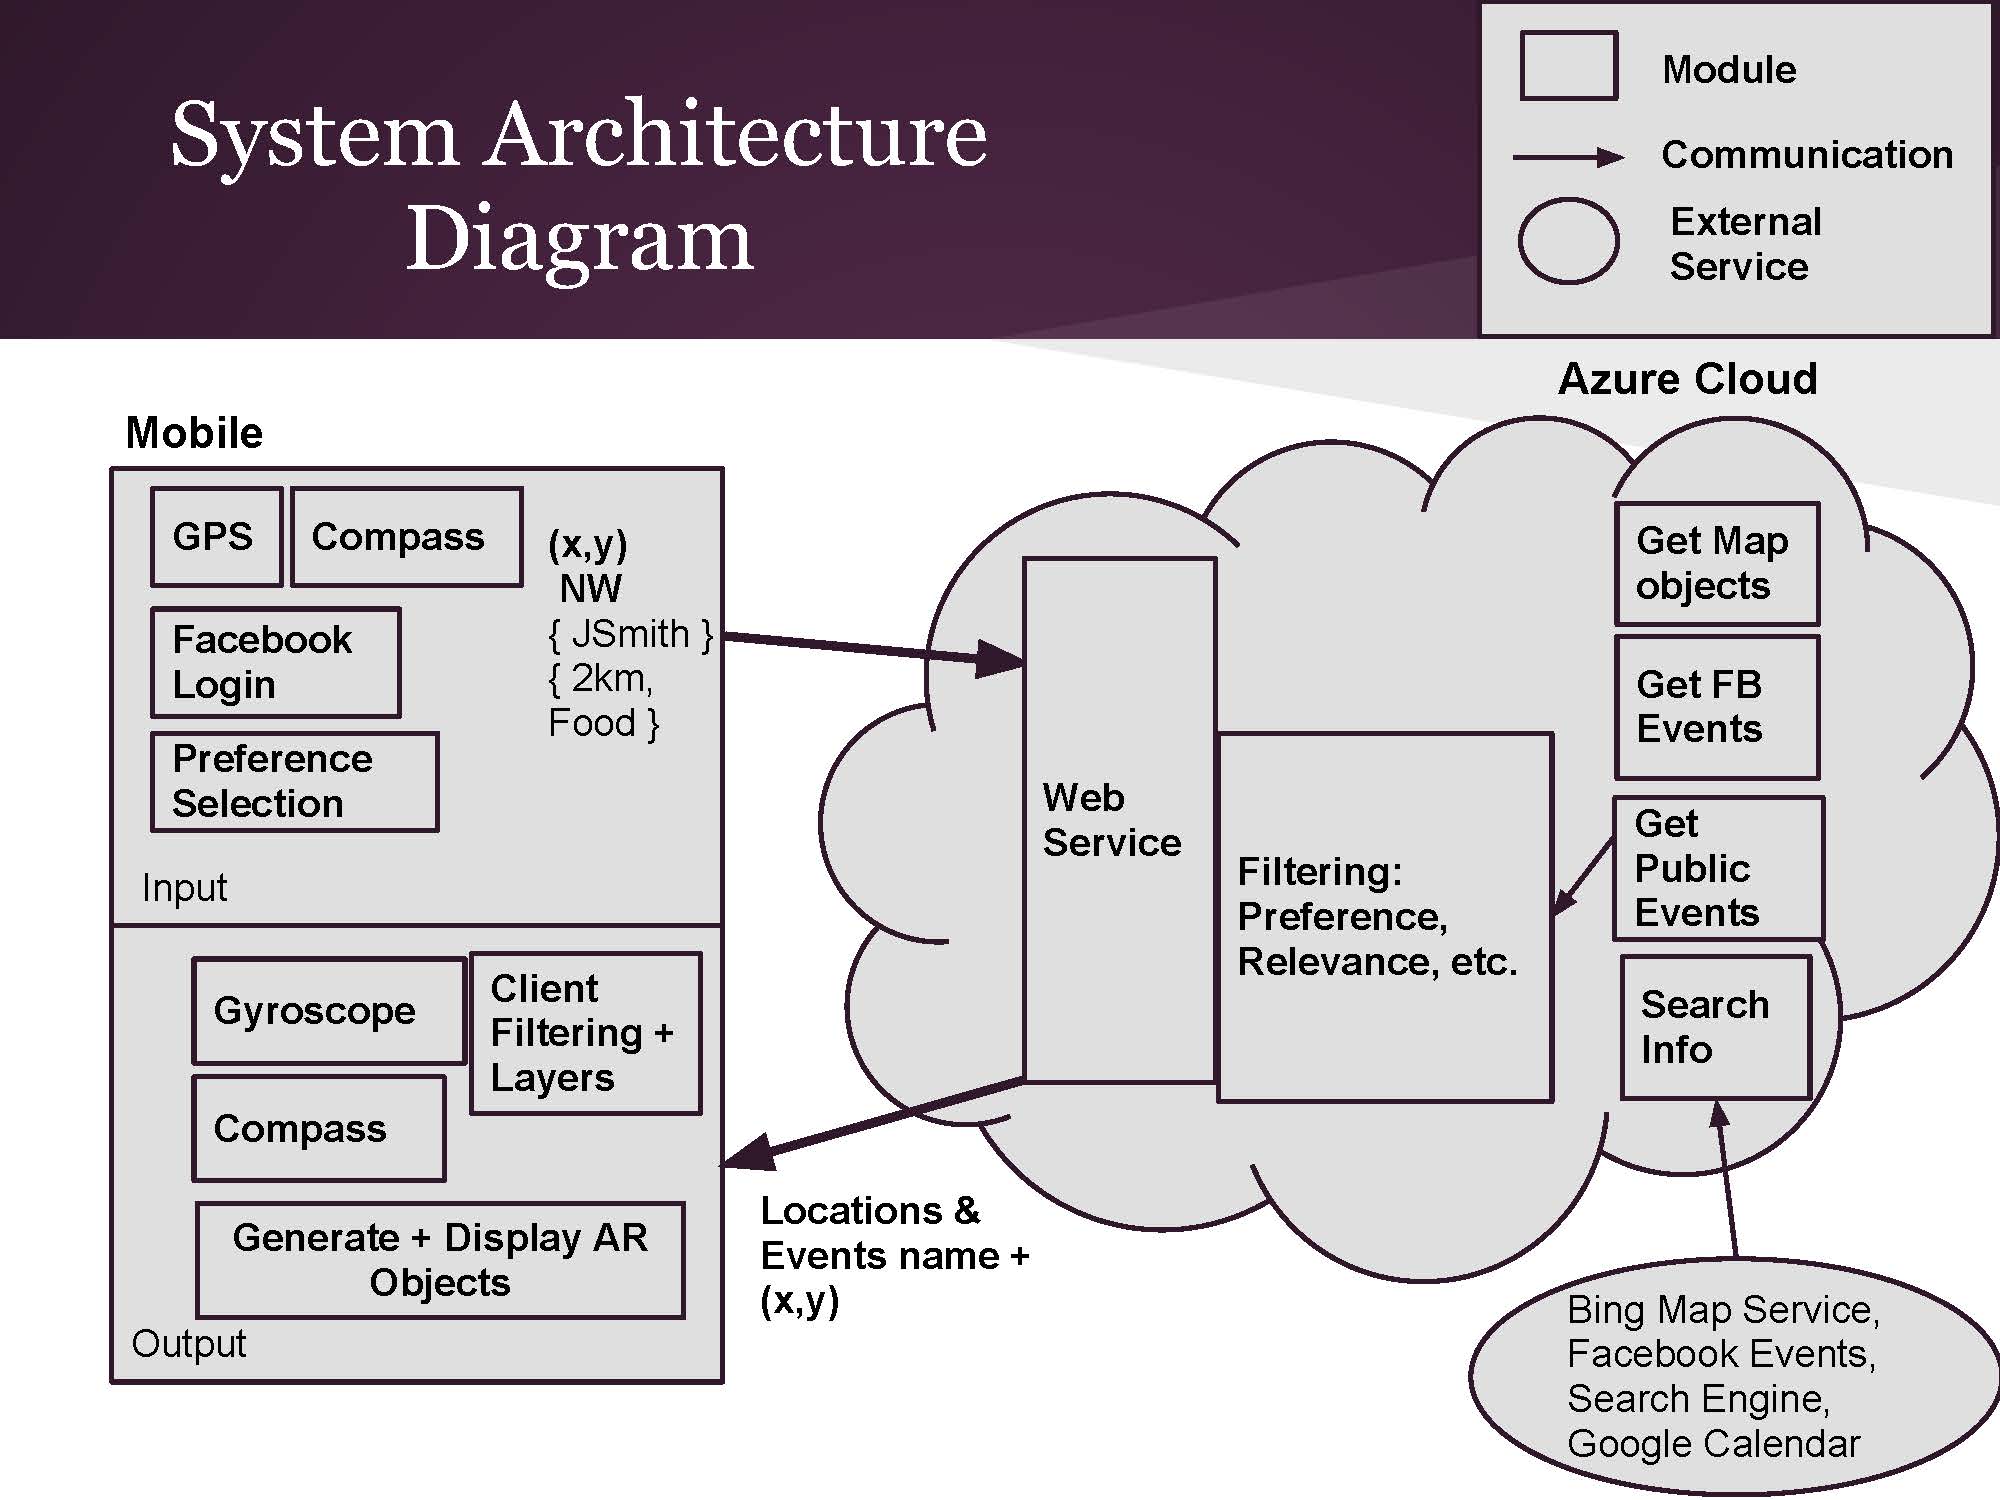 System Architecture
Diagram
Module
Communication
External
Service
Azure Cloud
Mobile
GPS
Compass
(x,y)
NW
{ JSmith }
{ 2km,
Food }
Facebook
Login
Preference
Selection
Input
Gyroscope
Client
Filtering +
Layers
Compass
Generate + Display AR
Objects
Output
Locations &
Events name +
(x,y)
Web
Service
Filtering:
Preference,
Relevance, etc.
Get Map
objects
Get FB
Events
Get
Public
Events
Search
Info
Bing Map Service,
Facebook Events,
Search Engine,
Google Calendar